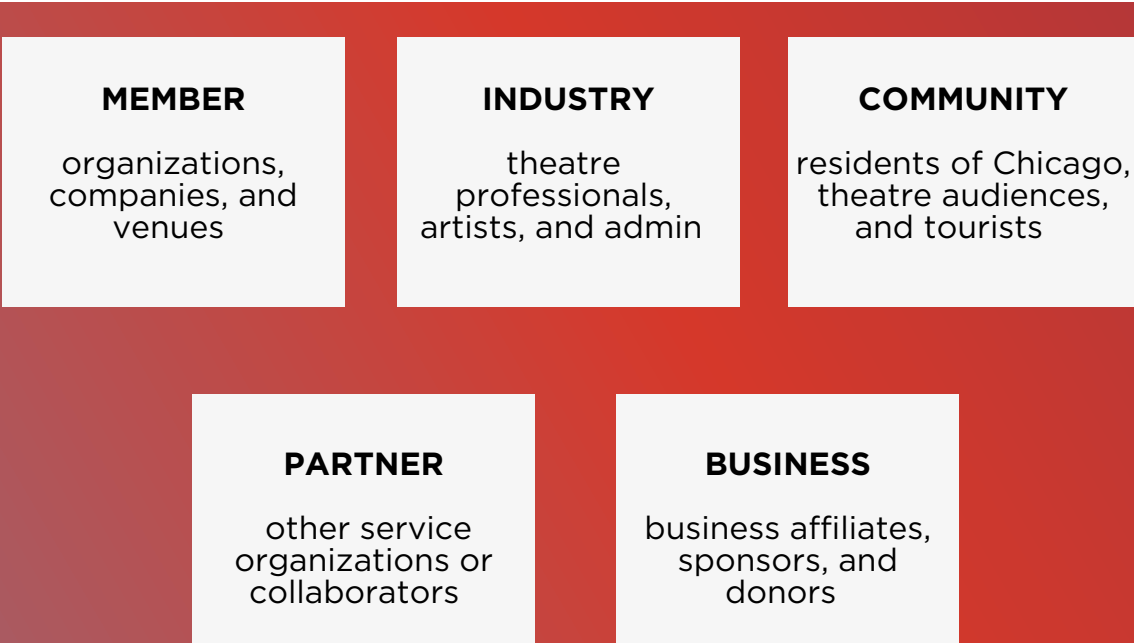 MEMBER
organizations,
companies, and
venues
INDUSTRY
theatre
professionals,
artists, and admin
COMMUNITY
residents of Chicago,
theatre audiences,
and tourists
PARTNER
other service
organizations or
collaborators
BUSINESS
business affiliates,
sponsors, and
donors